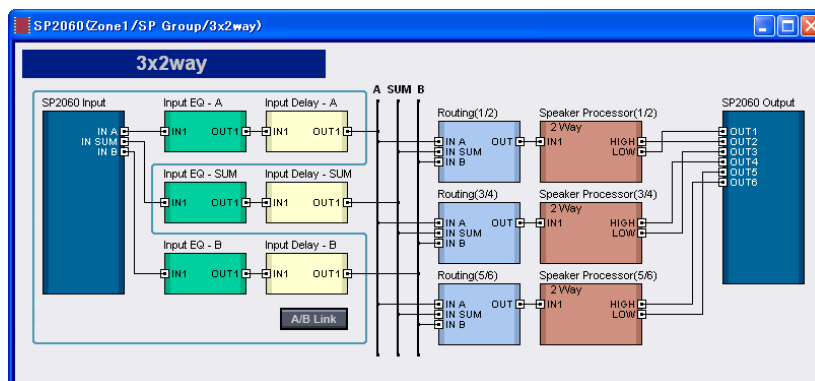 SP2060(Zone1/SP Group/3x2way)
3x2way
A SUM B
SP2060 Input
IN A
IN SUM
IN B
Input EQ - A
IN1 OUT1
Input Delay - A
IN1 OUT1
Input EQ - SUM
IN1 OUT1
Input Delay - SUM
IN1 OUT1
Input EQ - B
IN1 OUT1
Input Delay - B
IN1 OUT1
A/B Link
Routing(1/2)
IN A OUT
IN SUM
IN B
Speaker Processor(1/2)
2 Way
IN1 HIGH
LOW
Routing(3/4)
IN A OUT
IN SUM
IN B
Speaker Processor(3/4)
2 Way
IN1 HIGH
LOW
Routing(5/6)
IN A OUT
IN SUM
IN B
Speaker Processor(5/6)
2 Way
IN1 HIGH
LOW
SP2060 Output
OUT1
OUT2
OUT3
OUT4
OUT5
OUT6